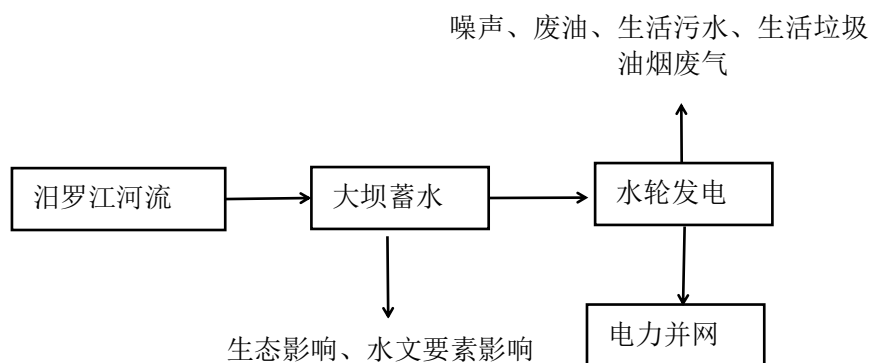 噪声、废油、生活污水、生活垃圾
油烟废气
汨罗江河流
大坝蓄水
水轮发电
生态影响、水文要素影响
电力并网